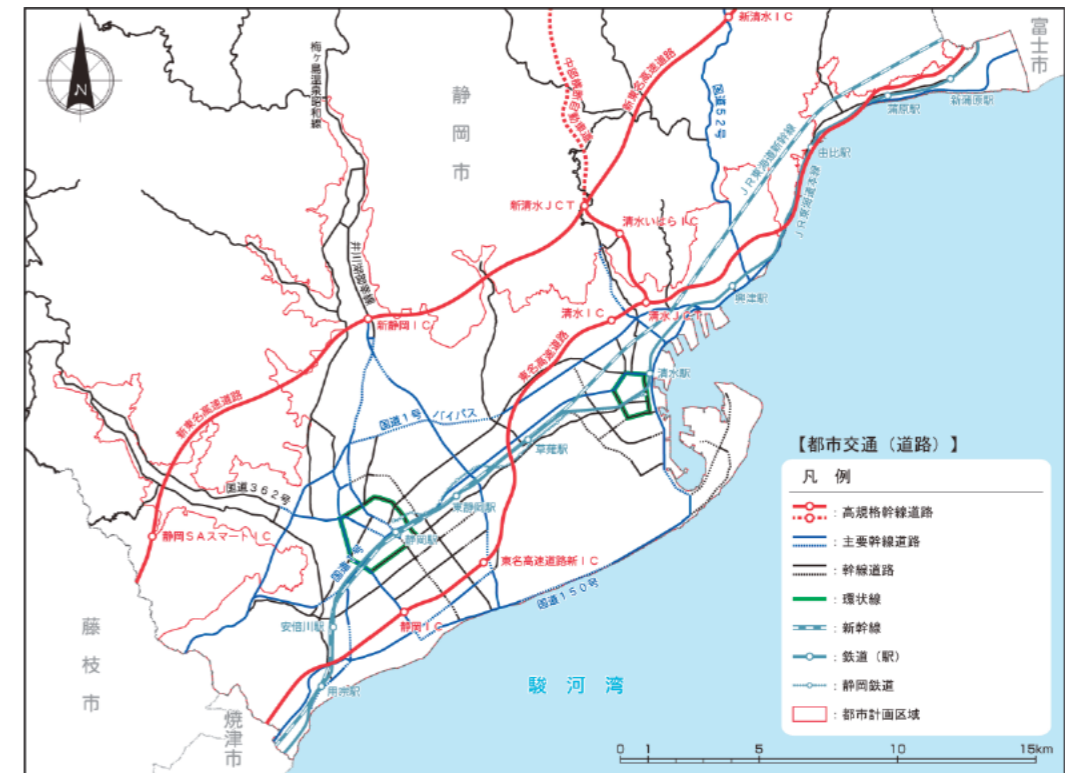 新清水IC
富士市
N
梅ヶ島温泉昭和線
静岡市
中部横断自動車道
新東名高速道路
国道52号
JR東海道新幹線
新蒲原駅
蒲原駅
由比駅
JR東海道本線
新清水JCT
清水いはらIC
井川湖御幸線
興津駅
清水IC
清水JCT
新静岡IC
東名高速道路
清水駅
新東名高速道路
国道1号 バイパス
草薙駅
国道362号
東静岡駅
静岡SAスマートIC
静岡駅
国道1号
東名高速道路新IC
国道150号
安倍川駅
静岡IC
藤枝市
用宗駅
焼津市
駿河湾
【都市交通(道路)】
凡 例
:高規格幹線道路
:主要幹線道路
:幹線道路
:環状線
:新幹線
:鉄道(駅)
:静岡鉄道
:都市計画区域
0 1 5 10 15km